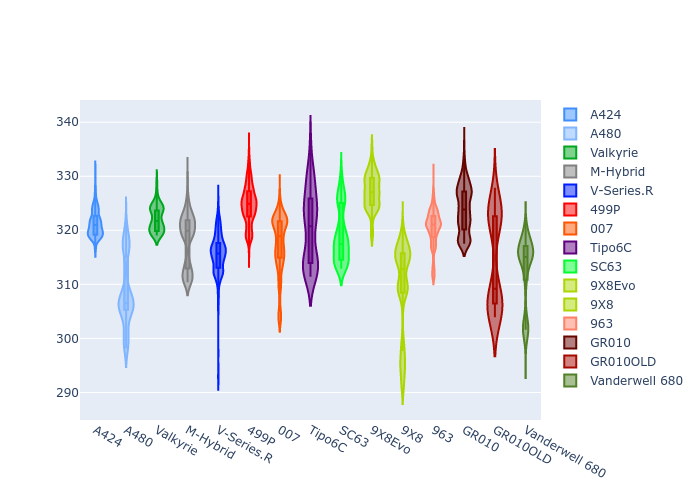 340
330
320
310
300
290
A424
A480
Valkyrie
M-Hybrid
V-Series.R
499P
007
Tipo6C
SC63
9X8Evo
9X8
963
GR010
GR010OLD
Vanderwell 680
A424
A480
Valkyrie
M-Hybrid
V-Series.R
499P
007
Tipo6C
SC63
9X8Evo
9X8
963
GR010
GR010OLD
Vanderwell 680